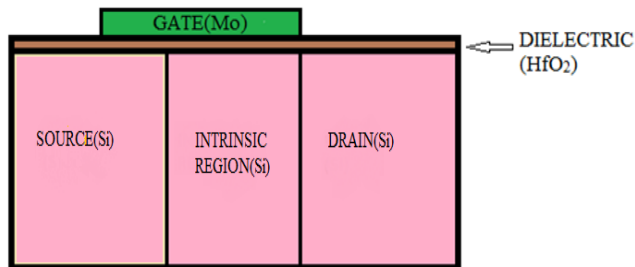 GATE(Mo)
DIELECTRIC
(HfO₂)
SOURCE(Si)
INTRINSIC
REGION(Si)
DRAIN(Si)